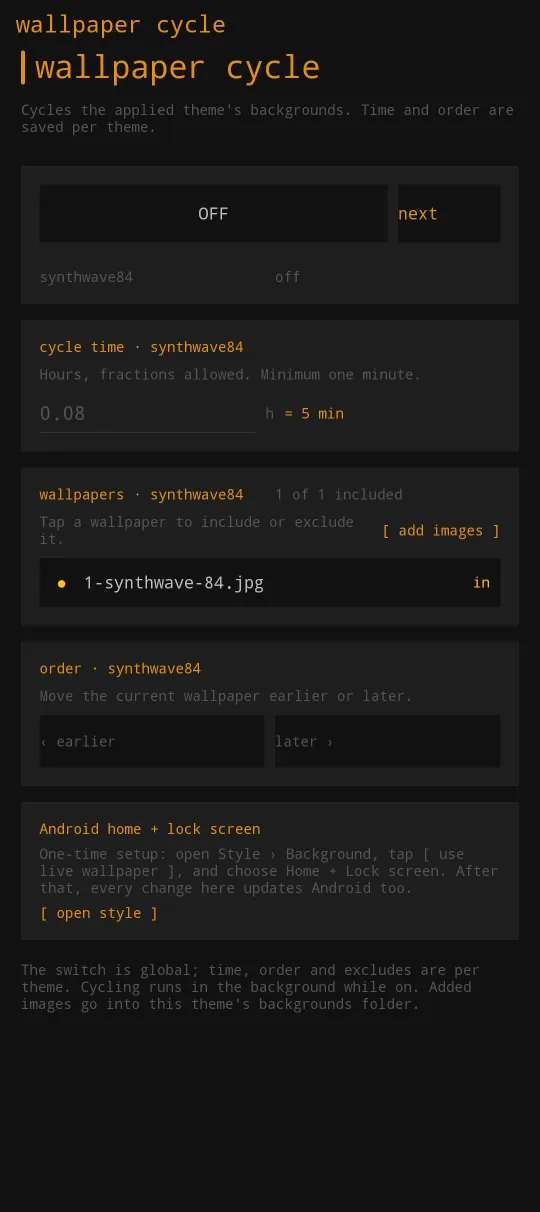 wallpaper cycle
wallpaper cycle
Cycles the applied theme's backgrounds. Time and order are
saved per theme.
OFF
next
synthwave84
off
cycle time · synthwave84
Hours, fractions allowed. Minimum one minute.
0.08 h = 5 min
wallpapers · synthwave84 1 of 1 included
Tap a wallpaper to include or exclude
it.
[ add images ]
● 1-synthwave-84.jpg in
order · synthwave84
Move the current wallpaper earlier or later.
‹ earlier
later ›
Android home + lock screen
One-time setup: open Style › Background, tap [ use
live wallpaper ], and choose Home + Lock screen. After
that, every change here updates Android too.
[ open style ]
The switch is global; time, order and excludes are per
theme. Cycling runs in the background while on. Added
images go into this theme's backgrounds folder.